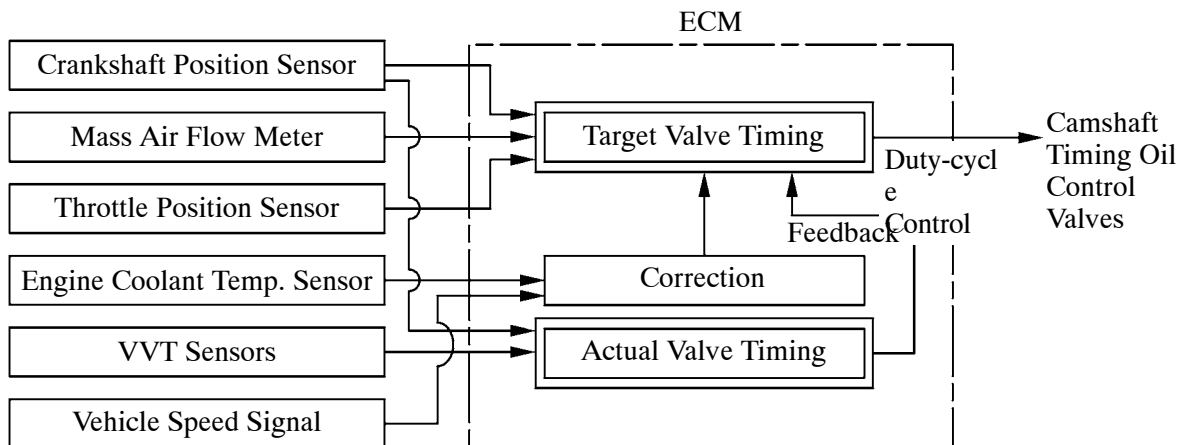 ECM
Crankshaft Position Sensor
Mass Air Flow Meter
Throttle Position Sensor
Engine Coolant Temp. Sensor
VVT Sensors
Vehicle Speed Signal
Target Valve Timing
Correction
Actual Valve Timing
Duty-cycl
e
Control
Feedback
Camshaft
Timing Oil
Control
Valves